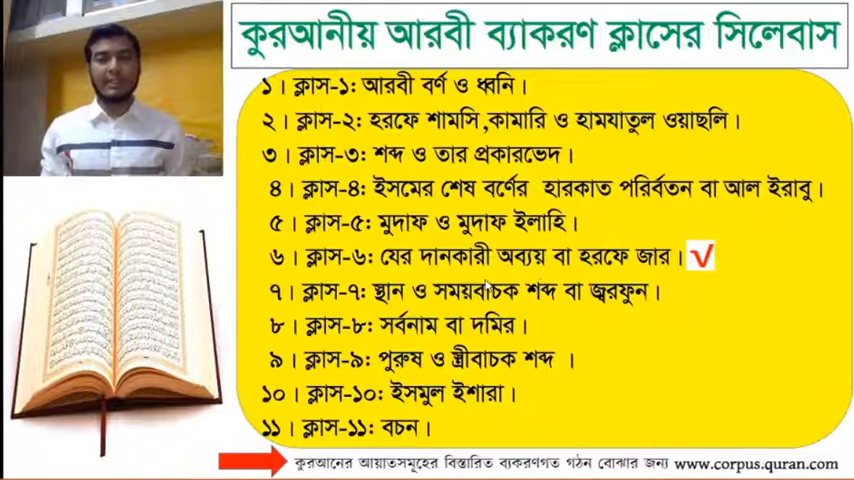 কুরআনীয় আরবী ব্যাকরণ ক্লাসের সিলেবাস
১। ক্লাস-১: আরবী বর্ণ ও ধ্বনি।
২। ক্লাস-২: হরফে শামসি,কামারি ও হামযাতুল ওয়াছলি।
৩। ক্লাস-৩: শব্দ ও তার প্রকারভেদ।
৪। ক্লাস-৪: ইসমের শেষ বর্ণের হারকাত পরির্বতন বা আল ইরাবু।
৫। ক্লাস-৫: মুদাফ ও মুদাফ ইলাহি।
৬। ক্লাস-৬: যের দানকারী অব্যয় বা হরফে জার। √
৭। ক্লাস-৭: স্থান ও সময়বাচক শব্দ বা জ্বরফুন।
৮। ক্লাস-৮: সর্বনাম বা দমির।
৯। ক্লাস-৯: পুরুষ ও স্ত্রীবাচক শব্দ ।
১০। ক্লাস-১০: ইসমুল ইশারা।
১১। ক্লাস-১১: বচন।
কুরআনের আয়াতসমূহের বিস্তারিত ব্যকরণগত গঠন বোঝার জন্য www.corpus.quran.com/